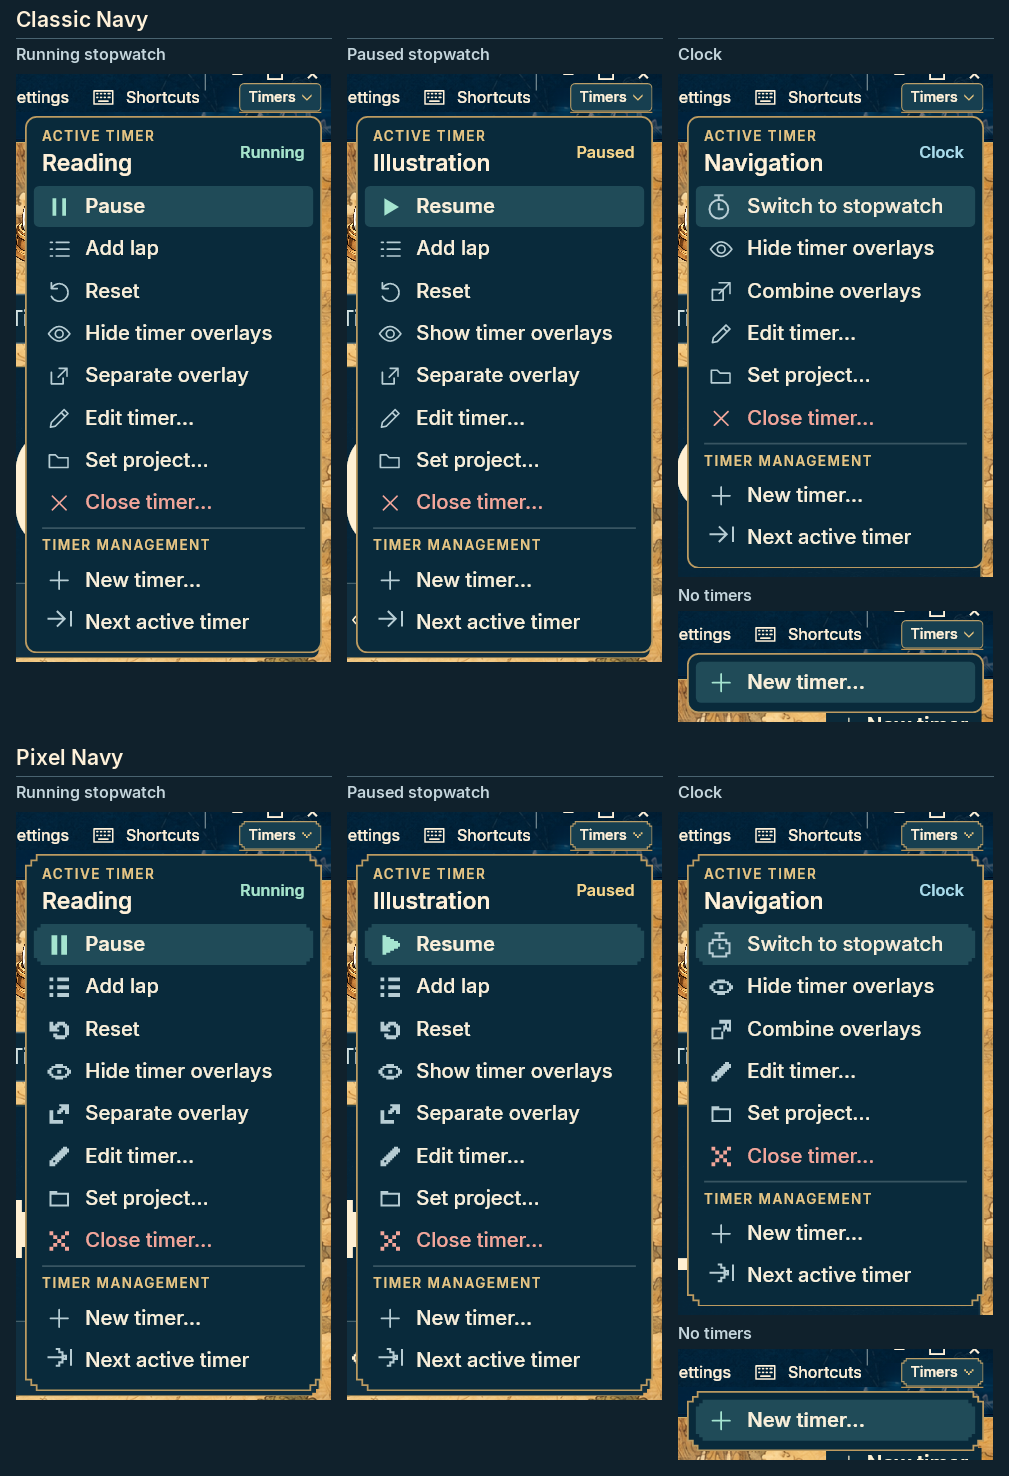 Classic Navy
Running stopwatch
ettings Shortcuts Timers
ACTIVE TIMER
Reading Running
Pause
Add lap
Reset
Hide timer overlays
Separate overlay
Edit timer...
Set project...
Close timer...
TIMER MANAGEMENT
New timer...
Next active timer
Paused stopwatch
ettings Shortcuts Timers
ACTIVE TIMER
Illustration Paused
Resume
Add lap
Reset
Show timer overlays
Separate overlay
Edit timer...
Set project...
Close timer...
TIMER MANAGEMENT
New timer...
Next active timer
Clock
ettings Shortcuts Timers
ACTIVE TIMER
Navigation Clock
Switch to stopwatch
Hide timer overlays
Combine overlays
Edit timer...
Set project...
Close timer...
TIMER MANAGEMENT
New timer...
Next active timer
No timers
ettings Shortcuts Timers
New timer...
New timer
Pixel Navy
Running stopwatch
ettings Shortcuts Timers
ACTIVE TIMER
Reading Running
Pause
Add lap
Reset
Hide timer overlays
Separate overlay
Edit timer...
Set project...
Close timer...
TIMER MANAGEMENT
New timer...
Next active timer
Paused stopwatch
ettings Shortcuts Timers
ACTIVE TIMER
Illustration Paused
Resume
Add lap
Reset
Show timer overlays
Separate overlay
Edit timer...
Set project...
Close timer...
TIMER MANAGEMENT
New timer...
Next active timer
Clock
ettings Shortcuts Timers
ACTIVE TIMER
Navigation Clock
Switch to stopwatch
Hide timer overlays
Combine overlays
Edit timer...
Set project...
Close timer...
TIMER MANAGEMENT
New timer...
Next active timer
No timers
ettings Shortcuts Timers
New timer...
New timer